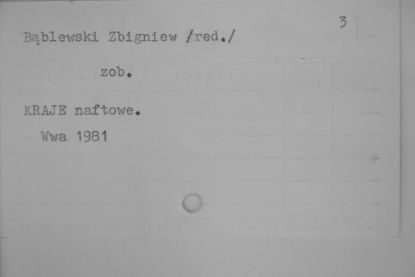 3
Bąblewski Zbigniew /red./
zob.
KRAJE naftowe.
Wwa 1981